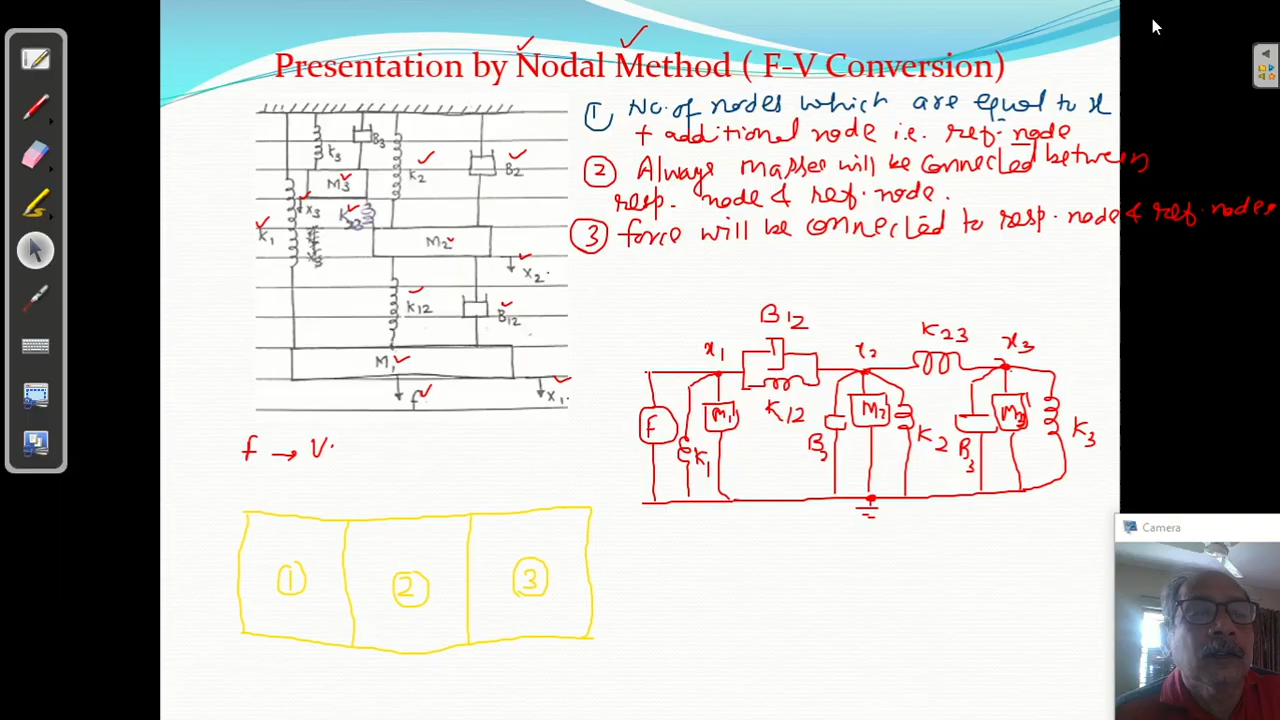 Presentation by Nodal Method ( F-V Conversion)
① No. of nodes which are equal to x
+ additional node i.e. ref. node
② Always masses will be connected between
resp. node & ref. node.
③ force will be connected to resp. node & ref. nodes
K3
B3
K2
B2
M3
x3
K1
M2
x2
K12
B12
M1
f
x1
f → V
B12
x1
x2
K23
x3
F
M1
K12
K1
B3
M2
K2
B3
M3
K3
①
②
③
Camera